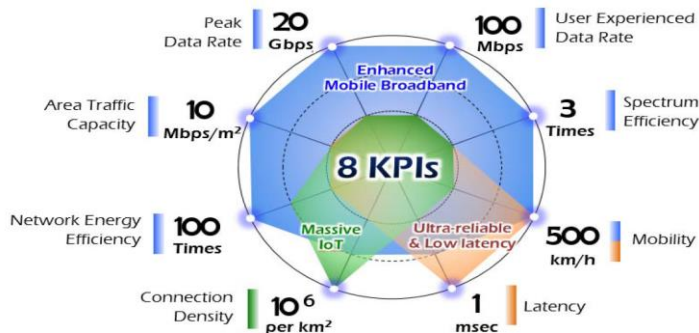 Peak
Data Rate
20
Gbps
100
Mbps
User Experienced
Data Rate
Enhanced
Mobile Broadband
Area Traffic
Capacity
10
Mbps/m²
3
Times
Spectrum
Efficiency
8 KPIs
Network Energy
Efficiency
100
Times
Massive
IoT
Ultra-reliable
& Low latency
500
km/h
Mobility
Connection
Density
10⁶
per km²
1
msec
Latency